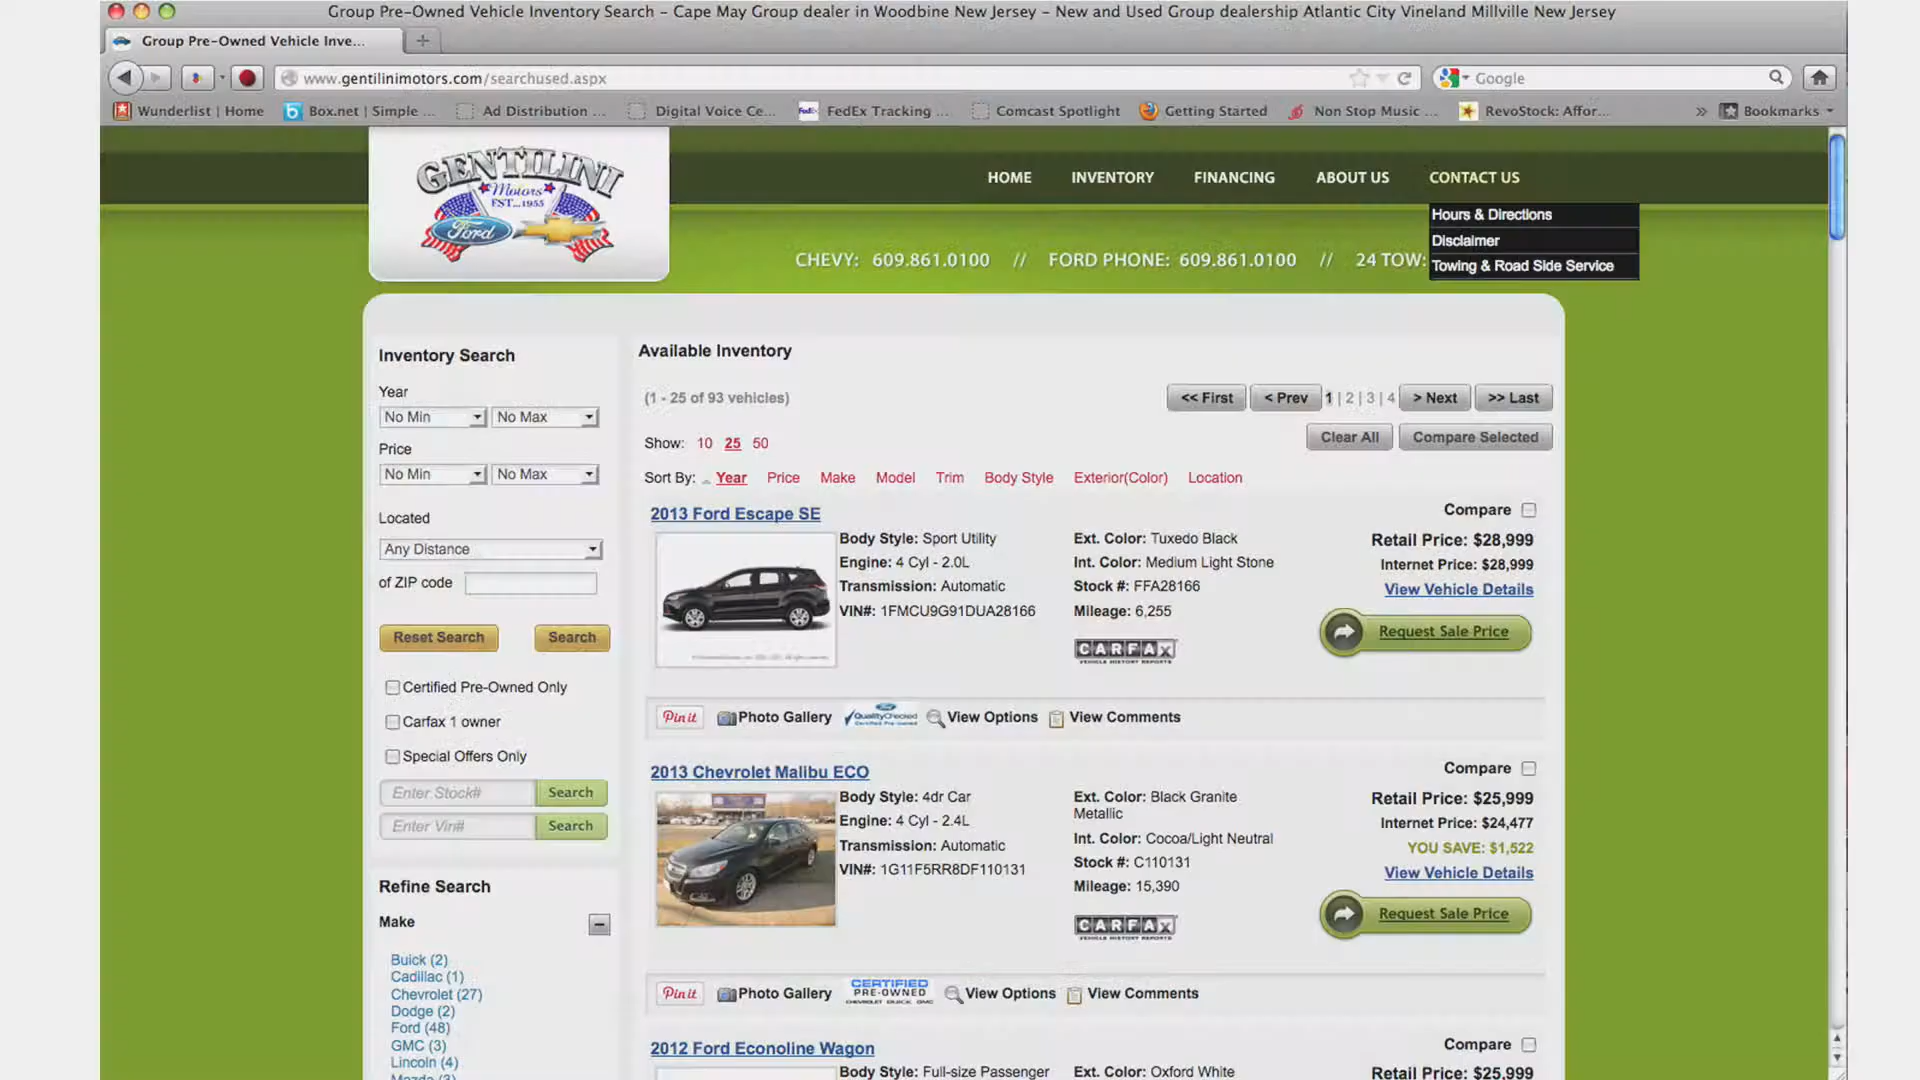 Group Pre-Owned Vehicle Inventory Search – Cape May Group dealer in Woodbine New Jersey – New and Used Group dealership Atlantic City Vineland Millville New Jersey
Group Pre-Owned Vehicle Inve...
www.gentilinimotors.com/searchused.aspx
Google
Wunderlist | Home
Box.net | Simple ...
Ad Distribution ...
Digital Voice Ce...
FedEx Tracking ...
Comcast Spotlight
Getting Started
Non Stop Music ...
RevoStock: Affor...
Bookmarks
GENTILINI
Motors
EST...1955
Ford
HOME
INVENTORY
FINANCING
ABOUT US
CONTACT US
Hours & Directions
Disclaimer
Towing & Road Side Service
CHEVY: 609.861.0100 // FORD PHONE: 609.861.0100 // 24 TOW:
Inventory Search
Year
No Min
No Max
Price
No Min
No Max
Located
Any Distance
of ZIP code
Reset Search
Search
Certified Pre-Owned Only
Carfax 1 owner
Special Offers Only
Enter Stock#
Search
Enter Vin#
Search
Refine Search
Make
Buick (2)
Cadillac (1)
Chevrolet (27)
Dodge (2)
Ford (48)
GMC (3)
Lincoln (4)
Mazda (3)
Available Inventory
(1 - 25 of 93 vehicles)
<< First
< Prev
1 | 2 | 3 | 4
> Next
>> Last
Show: 10 25 50
Clear All
Compare Selected
Sort By: Year Price Make Model Trim Body Style Exterior(Color) Location
2013 Ford Escape SE
Compare
Body Style: Sport Utility
Engine: 4 Cyl - 2.0L
Transmission: Automatic
VIN#: 1FMCU9G91DUA28166
Ext. Color: Tuxedo Black
Int. Color: Medium Light Stone
Stock #: FFA28166
Mileage: 6,255
CARFAX
VEHICLE HISTORY REPORTS
Retail Price: $28,999
Internet Price: $28,999
View Vehicle Details
Request Sale Price
Pin it
Photo Gallery
QualityChecked
Certified Pre-owned
View Options
View Comments
2013 Chevrolet Malibu ECO
Compare
Body Style: 4dr Car
Engine: 4 Cyl - 2.4L
Transmission: Automatic
VIN#: 1G11F5RR8DF110131
Ext. Color: Black Granite
Metallic
Int. Color: Cocoa/Light Neutral
Stock #: C110131
Mileage: 15,390
CARFAX
VEHICLE HISTORY REPORTS
Retail Price: $25,999
Internet Price: $24,477
YOU SAVE: $1,522
View Vehicle Details
Request Sale Price
Pin it
Photo Gallery
CERTIFIED
PRE-OWNED
CHEVROLET BUICK GMC
View Options
View Comments
2012 Ford Econoline Wagon
Compare
Body Style: Full-size Passenger
Ext. Color: Oxford White
Retail Price: $25,999